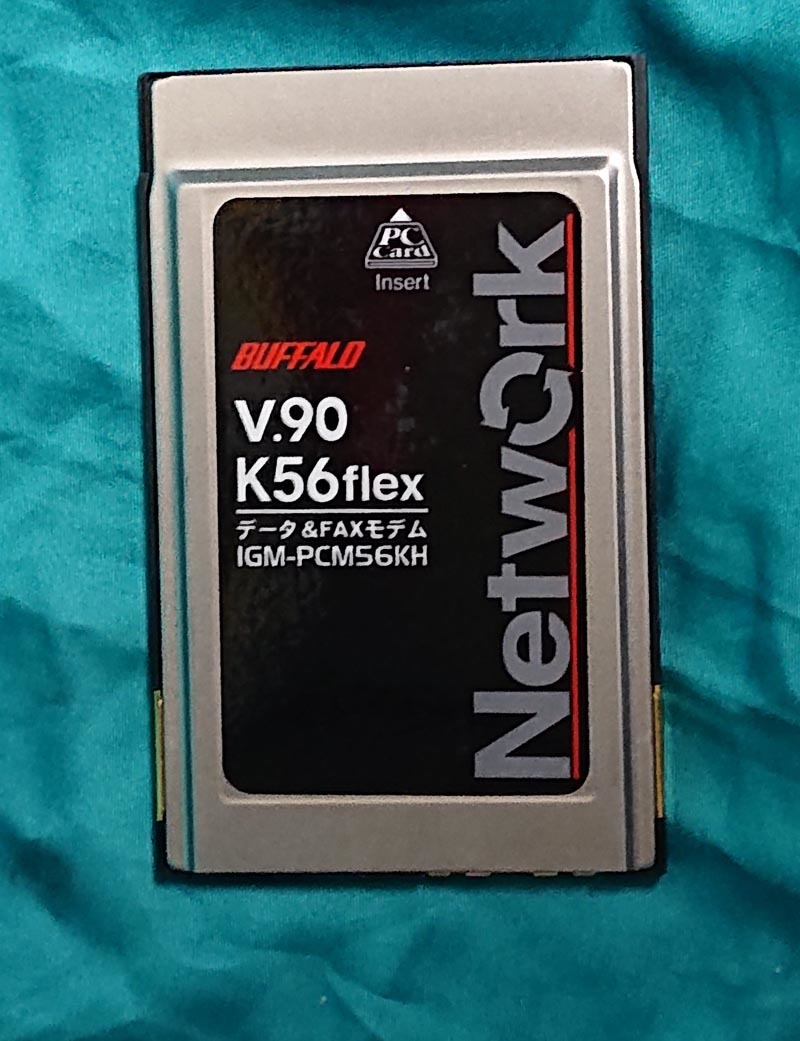 PC
Card
Insert
BUFFALO
V.90
K56flex
データ&FAXモデム
IGM-PCM56KH
Network